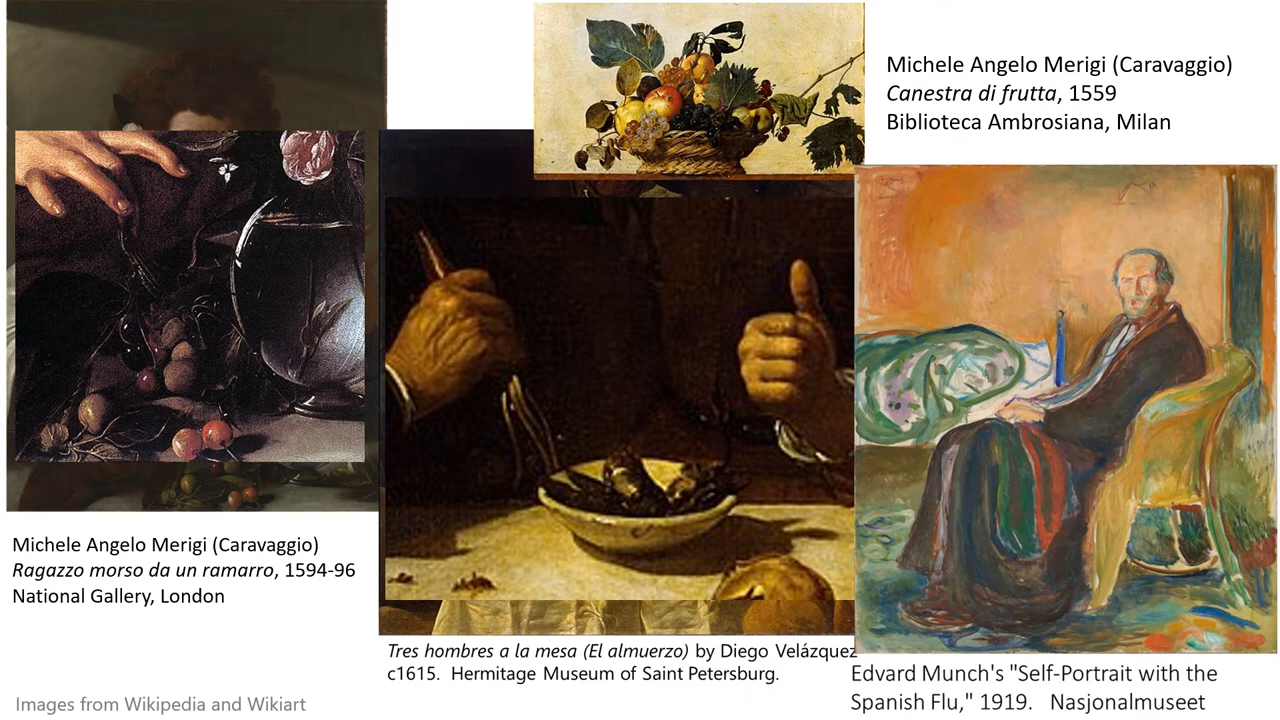 Michele Angelo Merigi (Caravaggio)
Canestra di frutta, 1559
Biblioteca Ambrosiana, Milan
Michele Angelo Merigi (Caravaggio)
Ragazzo morso da un ramarro, 1594-96
National Gallery, London
Tres hombres a la mesa (El almuerzo) by Diego Velázquez
c1615. Hermitage Museum of Saint Petersburg.
Edvard Munch's "Self-Portrait with the
Spanish Flu," 1919. Nasjonalmuseet
Images from Wikipedia and Wikiart